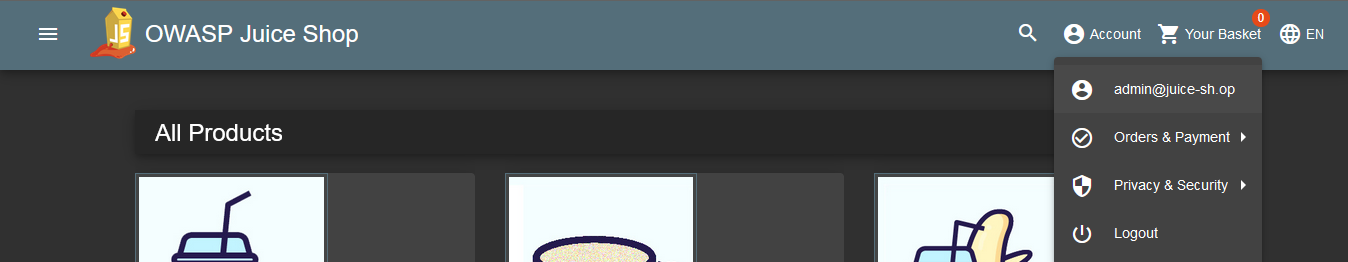 JS
OWASP Juice Shop
Account
Your Basket
0
EN
admin@juice-sh.op
Orders & Payment
Privacy & Security
Logout
All Products